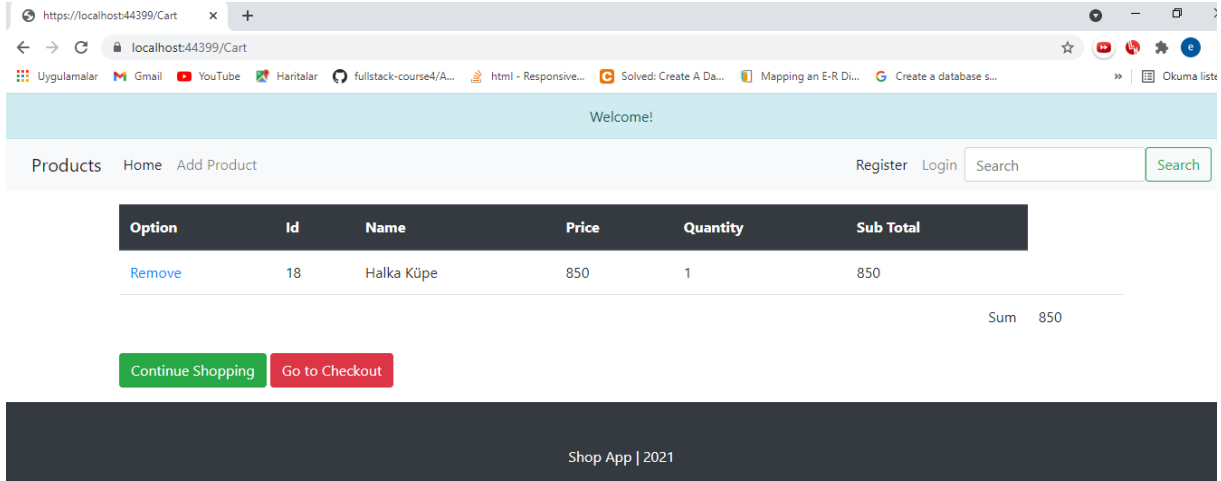 https://localhost:44399/Cart
localhost:44399/Cart
e
Uygulamalar Gmail YouTube Haritalar fullstack-course4/A... html - Responsive... Solved: Create A Da... Mapping an E-R Di... Create a database s... » Okuma liste
Welcome!
Products Home Add Product Register Login Search Search
Option Id Name Price Quantity Sub Total
Remove 18 Halka Küpe 850 1 850
Sum 850
Continue Shopping Go to Checkout
Shop App | 2021